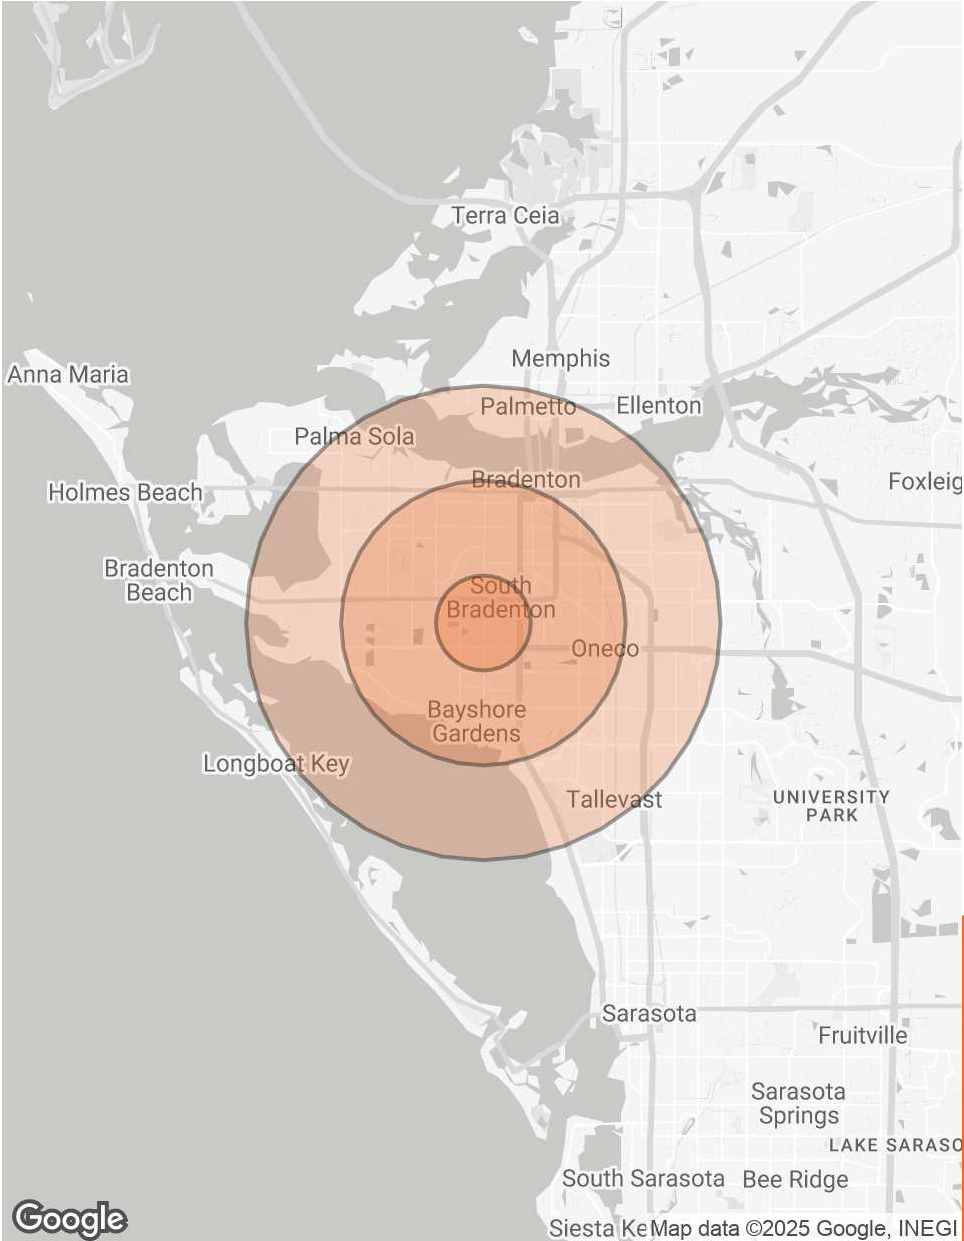 Terra Ceia
Memphis
Anna Maria
Palmetto
Ellenton
Palma Sola
Bradenton
Foxleig
Holmes Beach
Bradenton
Beach
South
Bradenton
Oneco
Bayshore
Gardens
Longboat Key
Tallevast
UNIVERSITY
PARK
Sarasota
Fruitville
Sarasota
Springs
LAKE SARASO
South Sarasota
Bee Ridge
Google
Siesta Ke
Map data ©2025 Google, INEGI